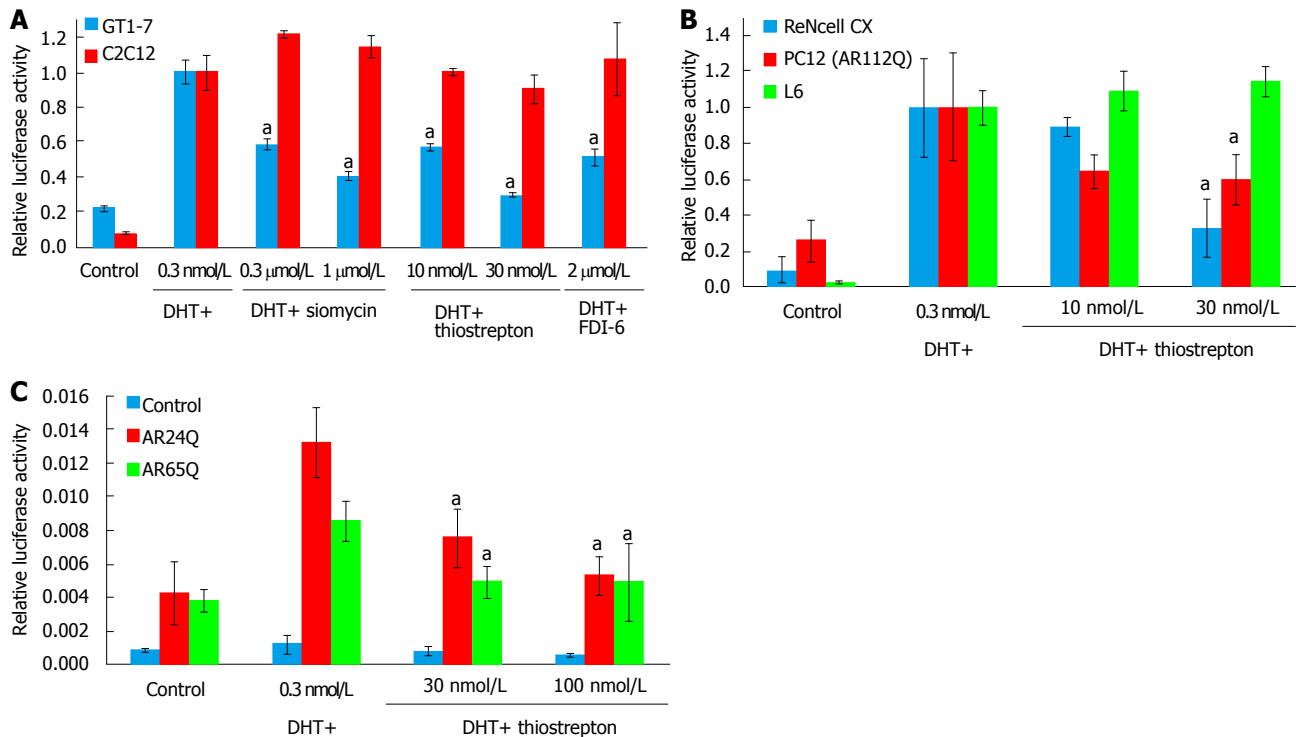 A
GT1-7
C2C12
Relative luciferase activity
1.2
1.0
0.8
0.6
0.4
0.2
0.0
a
a
a
a
a
Control
0.3 nmol/L
0.3 μmol/L
1 μmol/L
10 nmol/L
30 nmol/L
2 μmol/L
DHT+
DHT+ siomycin
DHT+
thiostrepton
DHT+
FDI-6
B
ReNcell CX
PC12 (AR112Q)
L6
Relative luciferase activity
1.4
1.2
1.0
0.8
0.6
0.4
0.2
0.0
a
a
Control
0.3 nmol/L
10 nmol/L
30 nmol/L
DHT+
DHT+ thiostrepton
C
Control
AR24Q
AR65Q
Relative luciferase activity
0.016
0.014
0.012
0.010
0.008
0.006
0.004
0.002
0.000
a
a
a
a
Control
0.3 nmol/L
30 nmol/L
100 nmol/L
DHT+
DHT+ thiostrepton